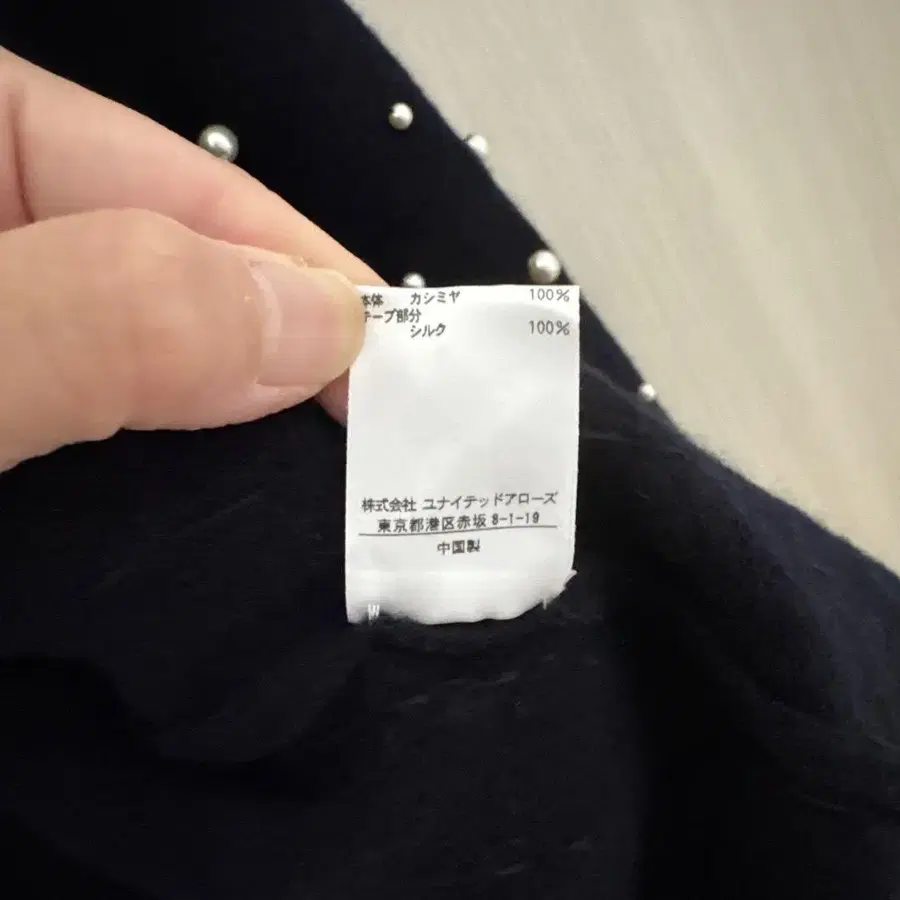 本体 カシミヤ 100%
テープ部分
シルク 100%
株式会社 ユナイテッドアローズ
東京都港区赤坂 8-1-19
中国製
W